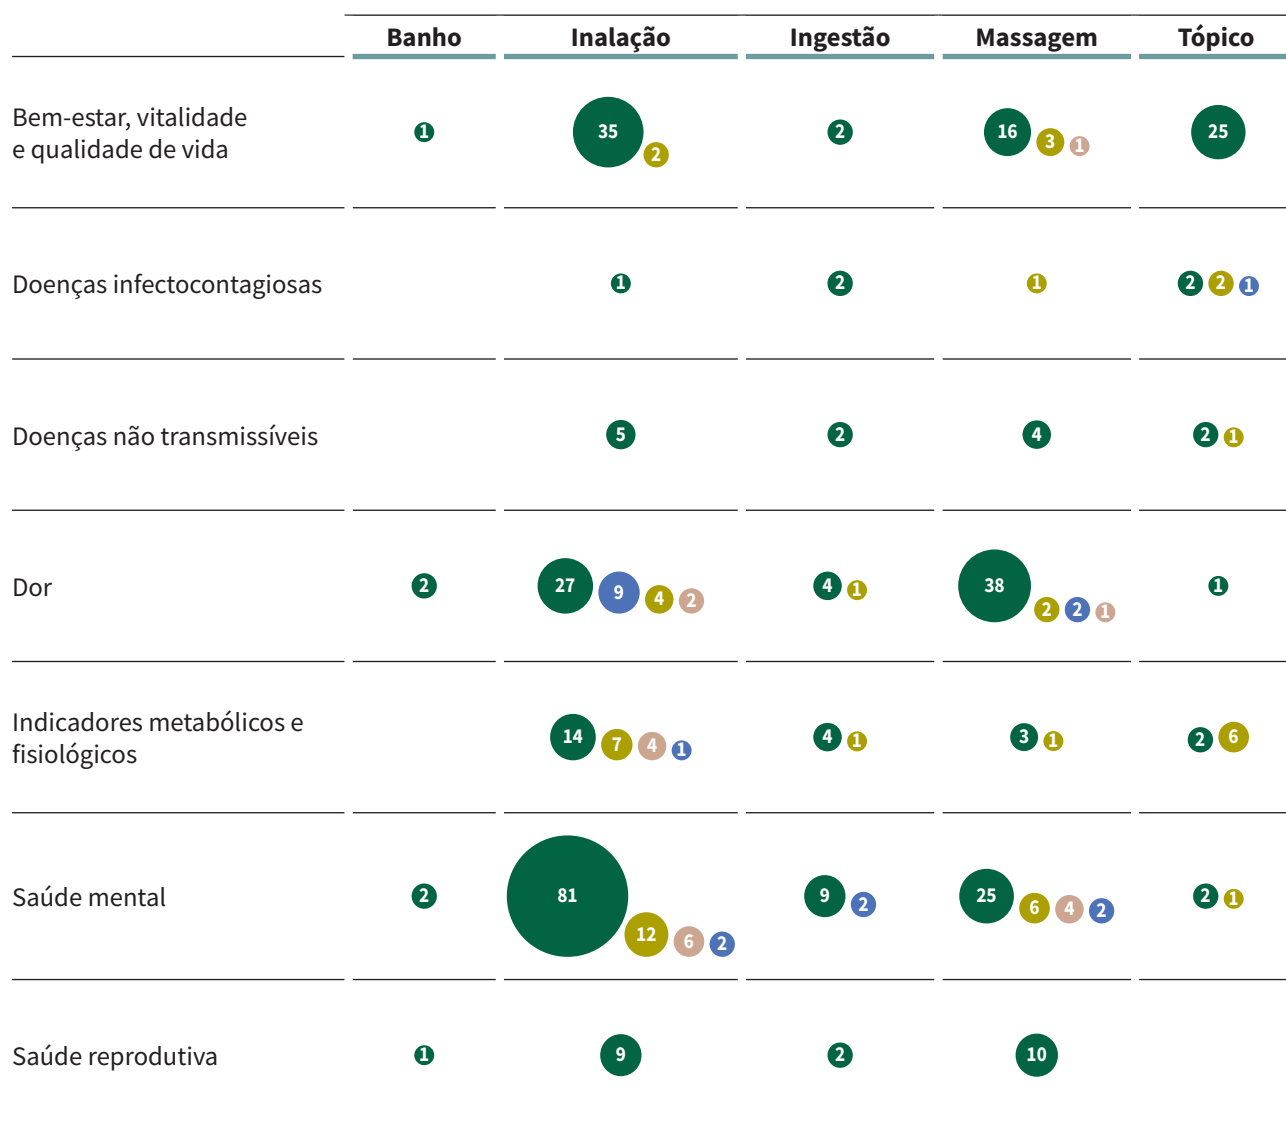 Banho Inalação Ingestão Massagem Tópico
Bem-estar, vitalidade
e qualidade de vida
1 35 2 2 16 3 1 25
Doenças infectocontagiosas 1 2 1 2 2 1
Doenças não transmissíveis 5 2 4 2 1
Dor 2 27 9 4 2 4 1 38 2 2 1 1
Indicadores metabólicos e
fisiológicos
14 7 4 1 4 1 3 1 2 6
Saúde mental 2 81 12 6 2 9 2 25 6 4 2 2 1
Saúde reprodutiva 1 9 2 10